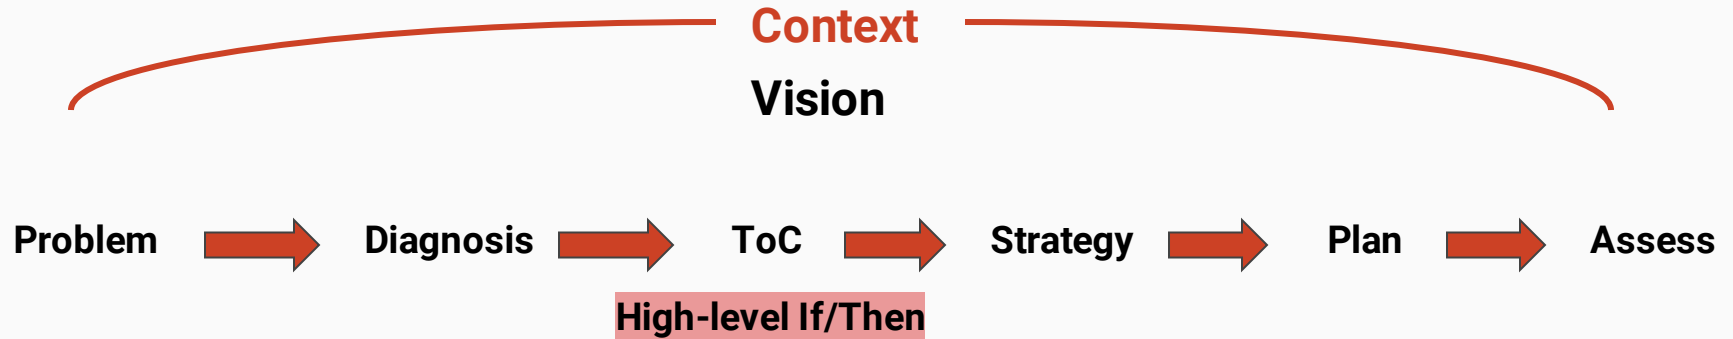 Context
Vision
Problem Diagnosis ToC Strategy Plan Assess
High-level If/Then